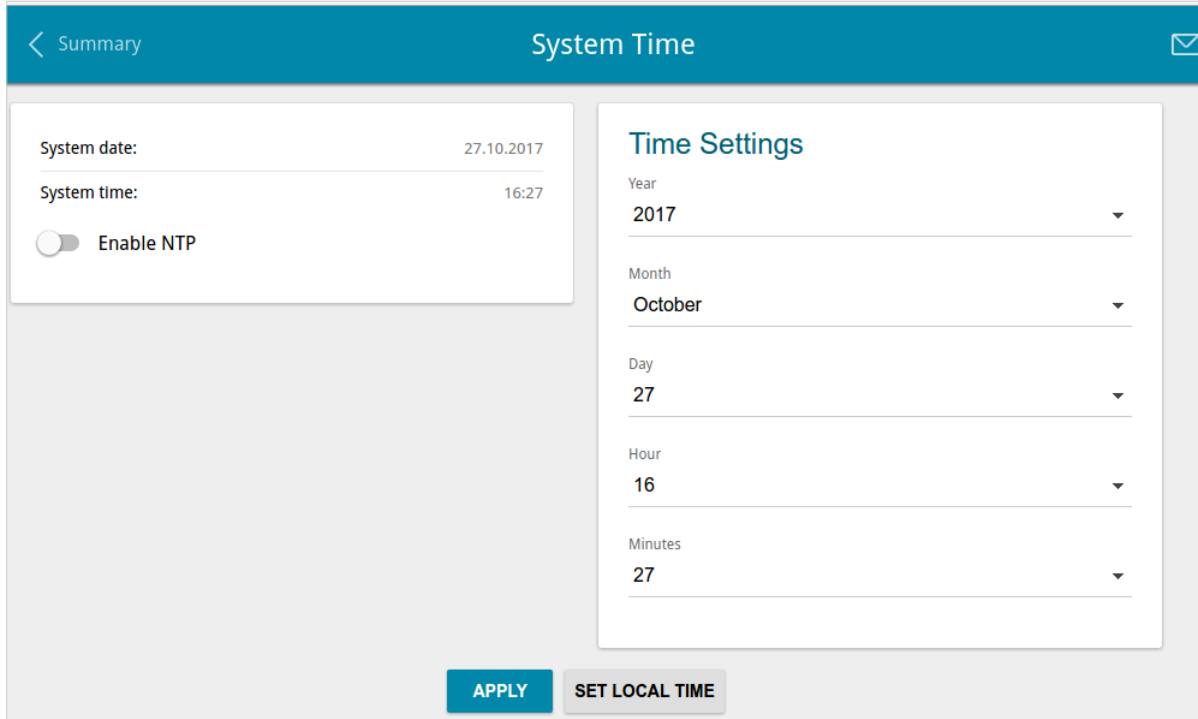 Summary
System Time
System date:
27.10.2017
System time:
16:27
Enable NTP
Time Settings
Year
2017
Month
October
Day
27
Hour
16
Minutes
27
APPLY
SET LOCAL TIME